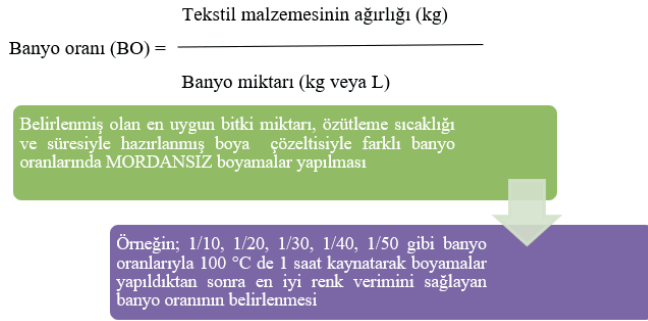 Tekstil malzemesinin ağırlığı (kg)
Banyo oranı (BO) =
Banyo miktarı (kg veya L)
Belirlenmiş olan en uygun bitki miktarı, özütleme sıcaklığı
ve süresiyle hazırlanmış boya çözeltisiyle farklı banyo
oranlarında MORDANSIZ boyamalar yapılması
Örneğin; 1/10, 1/20, 1/30, 1/40, 1/50 gibi banyo
oranlarıyla 100 °C de 1 saat kaynatarak boyamalar
yapıldıktan sonra en iyi renk verimini sağlayan
banyo oranının belirlenmesi